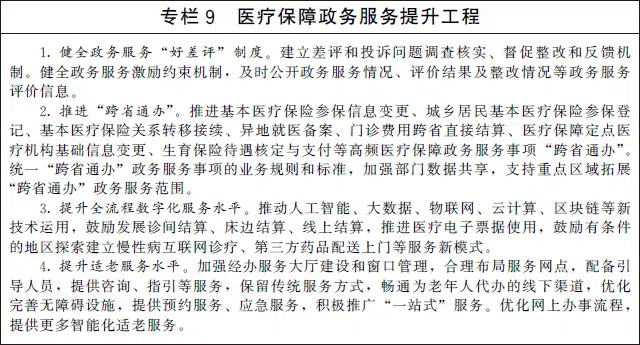 专栏 9　医疗保障政务服务提升工程
1. 健全政务服务“好差评”制度。建立差评和投诉问题调查核实、督促整改和反馈机
制。健全政务服务激励约束机制，及时公开政务服务情况、评价结果及整改情况等政务服务
评价信息。
2. 推进“跨省通办”。推进基本医疗保险参保信息变更、城乡居民基本医疗保险参保登
记、基本医疗保险关系转移接续、异地就医备案、门诊费用跨省直接结算、医疗保障定点医
疗机构基础信息变更、生育保险待遇核定与支付等高频医疗保障政务服务事项“跨省通办”。
统一“跨省通办”政务服务事项的业务规则和标准，加强部门数据共享，支持重点区域拓展
“跨省通办”政务服务范围。
3. 提升全流程数字化服务水平。推动人工智能、大数据、物联网、云计算、区块链等新
技术运用，鼓励发展诊间结算、床边结算、线上结算，推进医疗电子票据使用，鼓励有条件
的地区探索建立慢性病互联网诊疗、第三方药品配送上门等服务新模式。
4. 提升适老服务水平。加强经办服务大厅建设和窗口管理，合理布局服务网点，配备引
导人员，提供咨询、指引等服务，保留传统服务方式，畅通为老年人代办的线下渠道，优化
完善无障碍设施，提供预约服务、应急服务，积极推广“一站式”服务。优化网上办事流程，
提供更多智能化适老服务。